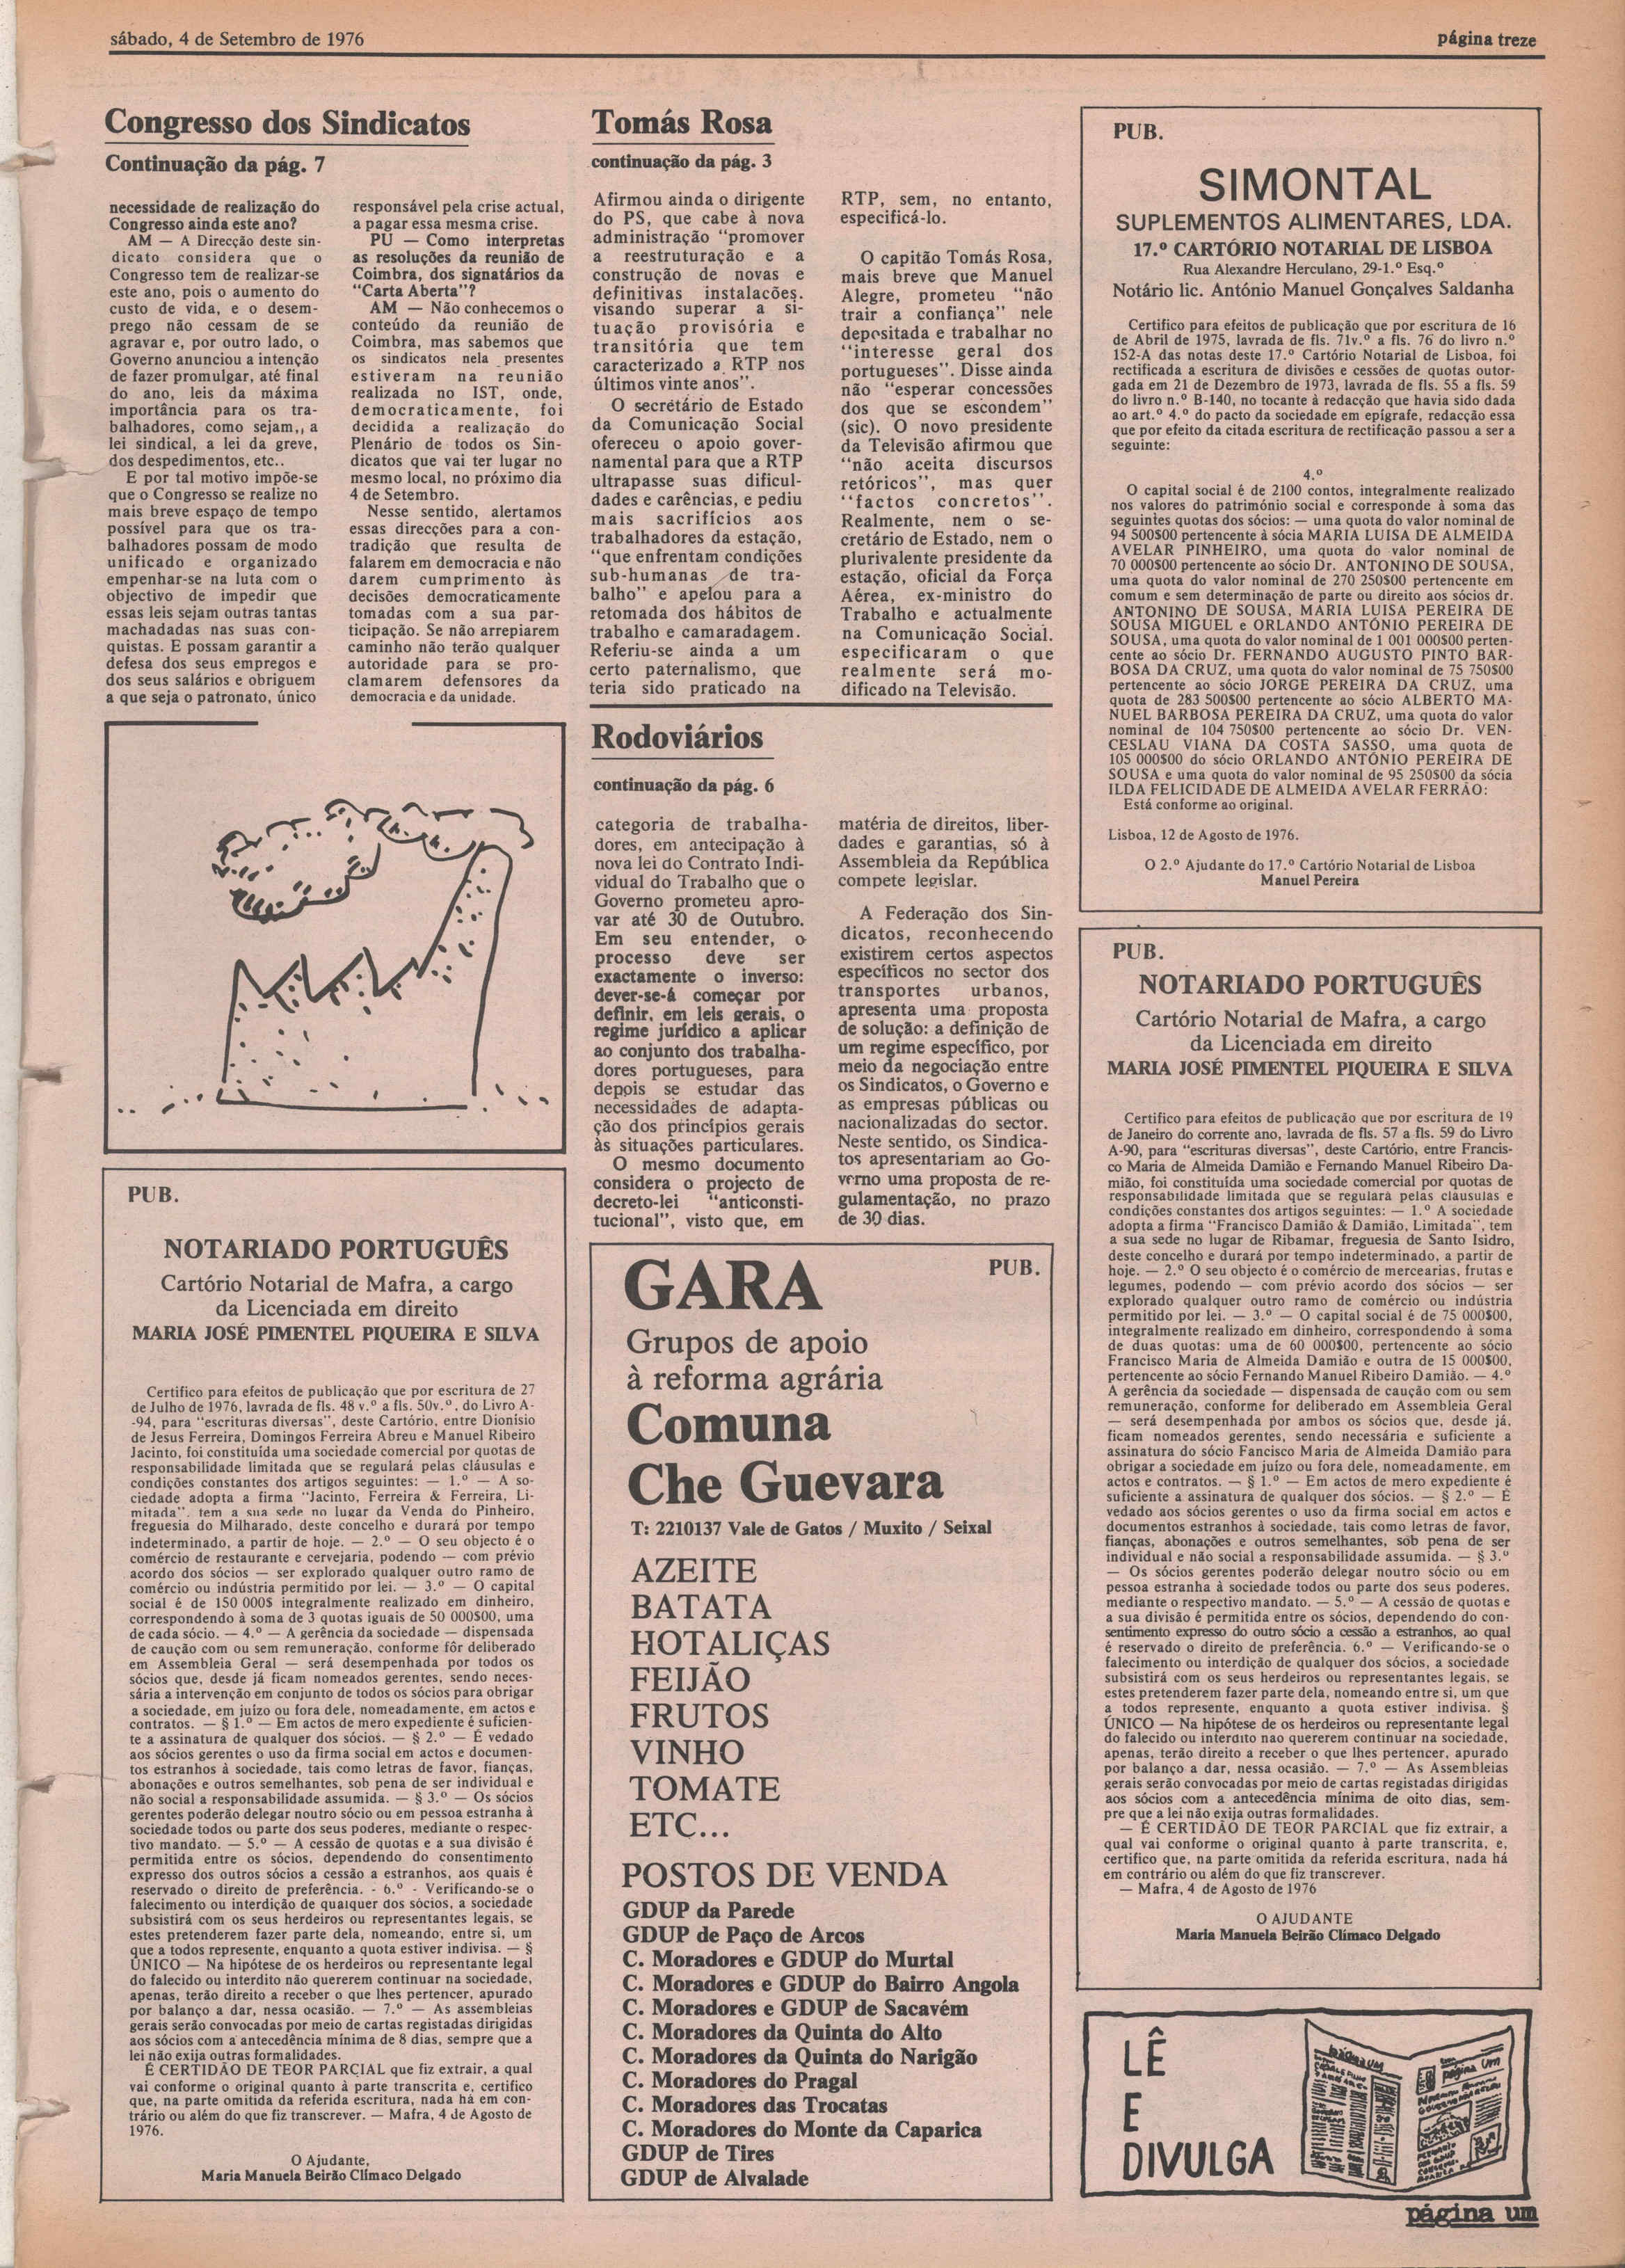 sábado, 4 de Setembro de 1976
página treze
Congresso dos Sindicatos
Continuação da pág. 7
necessidade de realização do
Congresso ainda este ano?
AM — A Direcção deste sin-
dicato considera que o
Congresso tem de realizar-se
este ano, pois o aumento do
custo de vida, e o desem-
prego não cessam de se
agravar e, por outro lado, o
Governo anunciou a intenção
de fazer promulgar, até final
do ano, leis da máxima
importância para os tra-
balhadores, como sejam,, a
lei sindical, a lei da greve,
dos despedimentos, etc..
E por tal motivo impõe-se
que o Congresso se realize no
mais breve espaço de tempo
possível para que os tra-
balhadores possam de modo
unificado e organizado
empenhar-se na luta com o
objectivo de impedir que
essas leis sejam outras tantas
machadadas nas suas con-
quistas. E possam garantir a
defesa dos seus empregos e
dos seus salários e obriguem
a que seja o patronato, único
responsável pela crise actual,
a pagar essa mesma crise.
PU — Como interpretas
as resoluções da reunião de
Coimbra, dos signatários da
"Carta Aberta"?
AM — Não conhecemos o
conteúdo da reunião de
Coimbra, mas sabemos que
os sindicatos nela presentes
estiveram na reunião
realizada no IST, onde,
democraticamente, foi
decidida a realização do
Plenário de todos os Sin-
dicatos que vai ter lugar no
mesmo local, no próximo dia
4 de Setembro.
Nesse sentido, alertamos
essas direcções para a con-
tradição que resulta de
falarem em democracia e não
darem cumprimento às
decisões democraticamente
tomadas com a sua par-
ticipação. Se não arrepiarem
caminho não terão qualquer
autoridade para se pro-
clamarem defensores da
democracia e da unidade.
Tomás Rosa
continuação da pág. 3
Afirmou ainda o dirigente
do PS, que cabe à nova
administração "promover
a reestruturação e a
construção de novas e
definitivas instalacões.
visando superar a si-
tuação provisória e
transitória que tem
caracterizado a RTP nos
últimos vinte anos".
O secretário de Estado
da Comunicação Social
ofereceu o apoio gover-
namental para que a RTP
ultrapasse suas dificul-
dades e carências, e pediu
mais sacrifícios aos
trabalhadores da estação,
"que enfrentam condições
sub-humanas de tra-
balho" e apelou para a
retomada dos hábitos de
trabalho e camaradagem.
Referiu-se ainda a um
certo paternalismo, que
teria sido praticado na
RTP, sem, no entanto,
especificá-lo.
O capitão Tomás Rosa,
mais breve que Manuel
Alegre, prometeu "não
trair a confiança" nele
depositada e trabalhar no
"interesse geral dos
portugueses". Disse ainda
não "esperar concessões
dos que se escondem"
(sic). O novo presidente
da Televisão afirmou que
"não aceita discursos
retóricos", mas quer
"factos concretos".
Realmente, nem o se-
cretário de Estado, nem o
plurivalente presidente da
estação, oficial da Força
Aérea, ex-ministro do
Trabalho e actualmente
na Comunicação Social.
especificaram o que
realmente será mo-
dificado na Televisão.
Rodoviários
continuação da pág. 6
categoria de trabalha-
dores, em antecipação à
nova lei do Contrato Indi-
vidual do Trabalho que o
Governo prometeu apro-
var até 30 de Outubro.
Em seu entender, o
processo deve ser
exactamente o inverso:
dever-se-á começar por
definir, em leis gerais, o
regime jurídico a aplicar
ao conjunto dos trabalha-
dores portugueses, para
depois se estudar das
necessidades de adapta-
ção dos princípios gerais
às situações particulares.
O mesmo documento
considera o projecto de
decreto-lei "anticonsti-
tucional", visto que, em
matéria de direitos, liber-
dades e garantias, só à
Assembleia da República
compete legislar.
A Federação dos Sin-
dicatos, reconhecendo
existirem certos aspectos
específicos no sector dos
transportes urbanos,
apresenta uma proposta
de solução: a definição de
um regime específico, por
meio da negociação entre
os Sindicatos, o Governo e
as empresas públicas ou
nacionalizadas do sector.
Neste sentido, os Sindica-
tos apresentariam ao Go-
verno uma proposta de re-
gulamentação, no prazo
de 30 dias.
PUB.
NOTARIADO PORTUGUÊS
Cartório Notarial de Mafra, a cargo
da Licenciada em direito
MARIA JOSÉ PIMENTEL PIQUEIRA E SILVA
Certifico para efeitos de publicação que por escritura de 27
de Julho de 1976, lavrada de fls. 48 v.º a fls. 50v.º, do Livro A-
-94, para "escrituras diversas", deste Cartório, entre Dionísio
de Jesus Ferreira, Domingos Ferreira Abreu e Manuel Ribeiro
Jacinto, foi constituída uma sociedade comercial por quotas de
responsabilidade limitada que se regulará pelas cláusulas e
condições constantes dos artigos seguintes: — 1.º — A so-
ciedade adopta a firma "Jacinto, Ferreira & Ferreira, Li-
mitada". tem a sua sede no lugar da Venda do Pinheiro,
freguesia do Milharado, deste concelho e durará por tempo
indeterminado, a partir de hoje. — 2.º — O seu objecto é o
comércio de restaurante e cervejaria, podendo — com prévio
acordo dos sócios — ser explorado qualquer outro ramo de
comércio ou indústria permitido por lei. — 3.º — O capital
social é de 150 000$ integralmente realizado em dinheiro,
correspondendo à soma de 3 quotas iguais de 50 000$00, uma
de cada sócio. — 4.º — A gerência da sociedade — dispensada
de caução com ou sem remuneração, conforme fôr deliberado
em Assembleia Geral — será desempenhada por todos os
sócios que, desde já ficam nomeados gerentes, sendo neces-
sária a intervenção em conjunto de todos os sócios para obrigar
a sociedade, em juízo ou fora dele, nomeadamente, em actos e
contratos. — § 1.º — Em actos de mero expediente é suficien-
te a assinatura de qualquer dos sócios. — § 2.º — É vedado
aos sócios gerentes o uso da firma social em actos e documen-
tos estranhos à sociedade, tais como letras de favor, fianças,
abonações e outros semelhantes, sob pena de ser individual e
não social a responsabilidade assumida. — § 3.º — Os sócios
gerentes poderão delegar noutro sócio ou em pessoa estranha à
sociedade todos ou parte dos seus poderes, mediante o respec-
tivo mandato. — 5.º — A cessão de quotas e a sua divisão é
permitida entre os sócios, dependendo do consentimento
expresso dos outros sócios a cessão a estranhos, aos quais é
reservado o direito de preferência. - 6.º - Verificando-se o
falecimento ou interdição de qualquer dos sócios, a sociedade
subsistirá com os seus herdeiros ou representantes legais, se
estes pretenderem fazer parte dela, nomeando, entre si, um
que a todos represente, enquanto a quota estiver indivisa. — §
ÚNICO — Na hipótese de os herdeiros ou representante legal
do falecido ou interdito não quererem continuar na sociedade,
apenas, terão direito a receber o que lhes pertencer, apurado
por balanço a dar, nessa ocasião. — 7.º — As assembleias
gerais serão convocadas por meio de cartas registadas dirigidas
aos sócios com a antecedência mínima de 8 dias, sempre que a
lei não exija outras formalidades.
É CERTIDÃO DE TEOR PARCIAL que fiz extrair, a qual
vai conforme o original quanto à parte transcrita e, certifico
que, na parte omitida da referida escritura, nada há em con-
trário ou além do que fiz transcrever. — Mafra, 4 de Agosto de
1976.
O Ajudante,
Maria Manuela Beirão Clímaco Delgado
GARA
PUB.
Grupos de apoio
à reforma agrária
Comuna
Che Guevara
T: 2210137 Vale de Gatos / Muxito / Seixal
AZEITE
BATATA
HOTALIÇAS
FEIJÃO
FRUTOS
VINHO
TOMATE
ETC...
POSTOS DE VENDA
GDUP da Parede
GDUP de Paço de Arcos
C. Moradores e GDUP do Murtal
C. Moradores e GDUP do Bairro Angola
C. Moradores e GDUP de Sacavém
C. Moradores da Quinta do Alto
C. Moradores da Quinta do Narigão
C. Moradores do Pragal
C. Moradores das Trocatas
C. Moradores do Monte da Caparica
GDUP de Tires
GDUP de Alvalade
PUB.
SIMONTAL
SUPLEMENTOS ALIMENTARES, LDA.
17.º CARTÓRIO NOTARIAL DE LISBOA
Rua Alexandre Herculano, 29-1.º Esq.º
Notário lic. António Manuel Gonçalves Saldanha
Certifico para efeitos de publicação que por escritura de 16
de Abril de 1975, lavrada de fls. 71v.º a fls. 76 do livro n.º
152-A das notas deste 17.º Cartório Notarial de Lisboa, foi
rectificada a escritura de divisões e cessões de quotas outor-
gada em 21 de Dezembro de 1973, lavrada de fls. 55 a fls. 59
do livro n.º B-140, no tocante à redacção que havia sido dada
ao art.º 4.º do pacto da sociedade em epígrafe, redacção essa
que por efeito da citada escritura de rectificação passou a ser a
seguinte:
4.º
O capital social é de 2100 contos, integralmente realizado
nos valores do património social e corresponde à soma das
seguintes quotas dos sócios: — uma quota do valor nominal de
94 500$00 pertencente à sócia MARIA LUISA DE ALMEIDA
AVELAR PINHEIRO, uma quota do valor nominal de
70 000$00 pertencente ao sócio Dr. ANTONINO DE SOUSA,
uma quota do valor nominal de 270 250$00 pertencente em
comum e sem determinação de parte ou direito aos sócios dr.
ANTONINO DE SOUSA, MARIA LUISA PEREIRA DE
SOUSA MIGUEL e ORLANDO ANTÓNIO PEREIRA DE
SOUSA, uma quota do valor nominal de 1 001 000$00 perten-
cente ao sócio Dr. FERNANDO AUGUSTO PINTO BAR-
BOSA DA CRUZ, uma quota do valor nominal de 75 750$00
pertencente ao sócio JORGE PEREIRA DA CRUZ, uma
quota de 283 500$00 pertencente ao sócio ALBERTO MA-
NUEL BARBOSA PEREIRA DA CRUZ, uma quota do valor
nominal de 104 750$00 pertencente ao sócio Dr. VEN-
CESLAU VIANA DA COSTA SASSO, uma quota de
105 000$00 do sócio ORLANDO ANTÓNIO PEREIRA DE
SOUSA e uma quota do valor nominal de 95 250$00 da sócia
ILDA FELICIDADE DE ALMEIDA AVELAR FERRÃO:
Está conforme ao original.
Lisboa, 12 de Agosto de 1976.
O 2.º Ajudante do 17.º Cartório Notarial de Lisboa
Manuel Pereira
PUB.
NOTARIADO PORTUGUÊS
Cartório Notarial de Mafra, a cargo
da Licenciada em direito
MARIA JOSÉ PIMENTEL PIQUEIRA E SILVA
Certifico para efeitos de publicação que por escritura de 19
de Janeiro do corrente ano, lavrada de fls. 57 a fls. 59 do Livro
A-90, para "escrituras diversas", deste Cartório, entre Francis-
co Maria de Almeida Damião e Fernando Manuel Ribeiro Da-
mião, foi constituída uma sociedade comercial por quotas de
responsabilidade limitada que se regulará pelas cláusulas e
condições constantes dos artigos seguintes: — 1.º A sociedade
adopta a firma "Francisco Damião & Damião, Limitada", tem
a sua sede no lugar de Ribamar, freguesia de Santo Isidro,
deste concelho e durará por tempo indeterminado, a partir de
hoje. — 2.º O seu objecto é o comércio de mercearias, frutas e
legumes, podendo — com prévio acordo dos sócios — ser
explorado qualquer outro ramo de comércio ou indústria
permitido por lei. — 3.º — O capital social é de 75 000$00,
integralmente realizado em dinheiro, correspondendo à soma
de duas quotas: uma de 60 000$00, pertencente ao sócio
Francisco Maria de Almeida Damião e outra de 15 000$00,
pertencente ao sócio Fernando Manuel Ribeiro Damião. — 4.º
A gerência da sociedade — dispensada de caução com ou sem
remuneração, conforme for deliberado em Assembleia Geral
— será desempenhada por ambos os sócios que, desde já,
ficam nomeados gerentes, sendo necessária e suficiente a
assinatura do sócio Fancisco Maria de Almeida Damião para
obrigar a sociedade em juízo ou fora dele, nomeadamente, em
actos e contratos. — § 1.º — Em actos de mero expediente é
suficiente a assinatura de qualquer dos sócios. — § 2.º — É
vedado aos sócios gerentes o uso da firma social em actos e
documentos estranhos à sociedade, tais como letras de favor,
fianças, abonações e outros semelhantes, sob pena de ser
individual e não social a responsabilidade assumida. — § 3.º
— Os sócios gerentes poderão delegar noutro sócio ou em
pessoa estranha à sociedade todos ou parte dos seus poderes,
mediante o respectivo mandato. — 5.º — A cessão de quotas e
a sua divisão é permitida entre os sócios, dependendo do con-
sentimento expresso do outro sócio a cessão a estranhos, ao qual
é reservado o direito de preferência. 6.º — Verificando-se o
falecimento ou interdição de qualquer dos sócios, a sociedade
subsistirá com os seus herdeiros ou representantes legais, se
estes pretenderem fazer parte dela, nomeando entre si, um que
a todos represente, enquanto a quota estiver indivisa. §
ÚNICO — Na hipótese de os herdeiros ou representante legal
do falecido ou interdito nao quererem continuar na sociedade,
apenas, terão direito a receber o que lhes pertencer, apurado
por balanço a dar, nessa ocasião. — 7.º — As Assembleias
gerais serão convocadas por meio de cartas registadas dirigidas
aos sócios com a antecedência mínima de oito dias, sem-
pre que a lei não exija outras formalidades.
— É CERTIDÃO DE TEOR PARCIAL que fiz extrair, a
qual vai conforme o original quanto à parte transcrita, e,
certifico que, na parte omitida da referida escritura, nada há
em contrário ou além do que fiz transcrever.
— Mafra, 4 de Agosto de 1976
O AJUDANTE
Maria Manuela Beirão Clímaco Delgado
LÊ
E
DIVULGA
página um
página um
página um